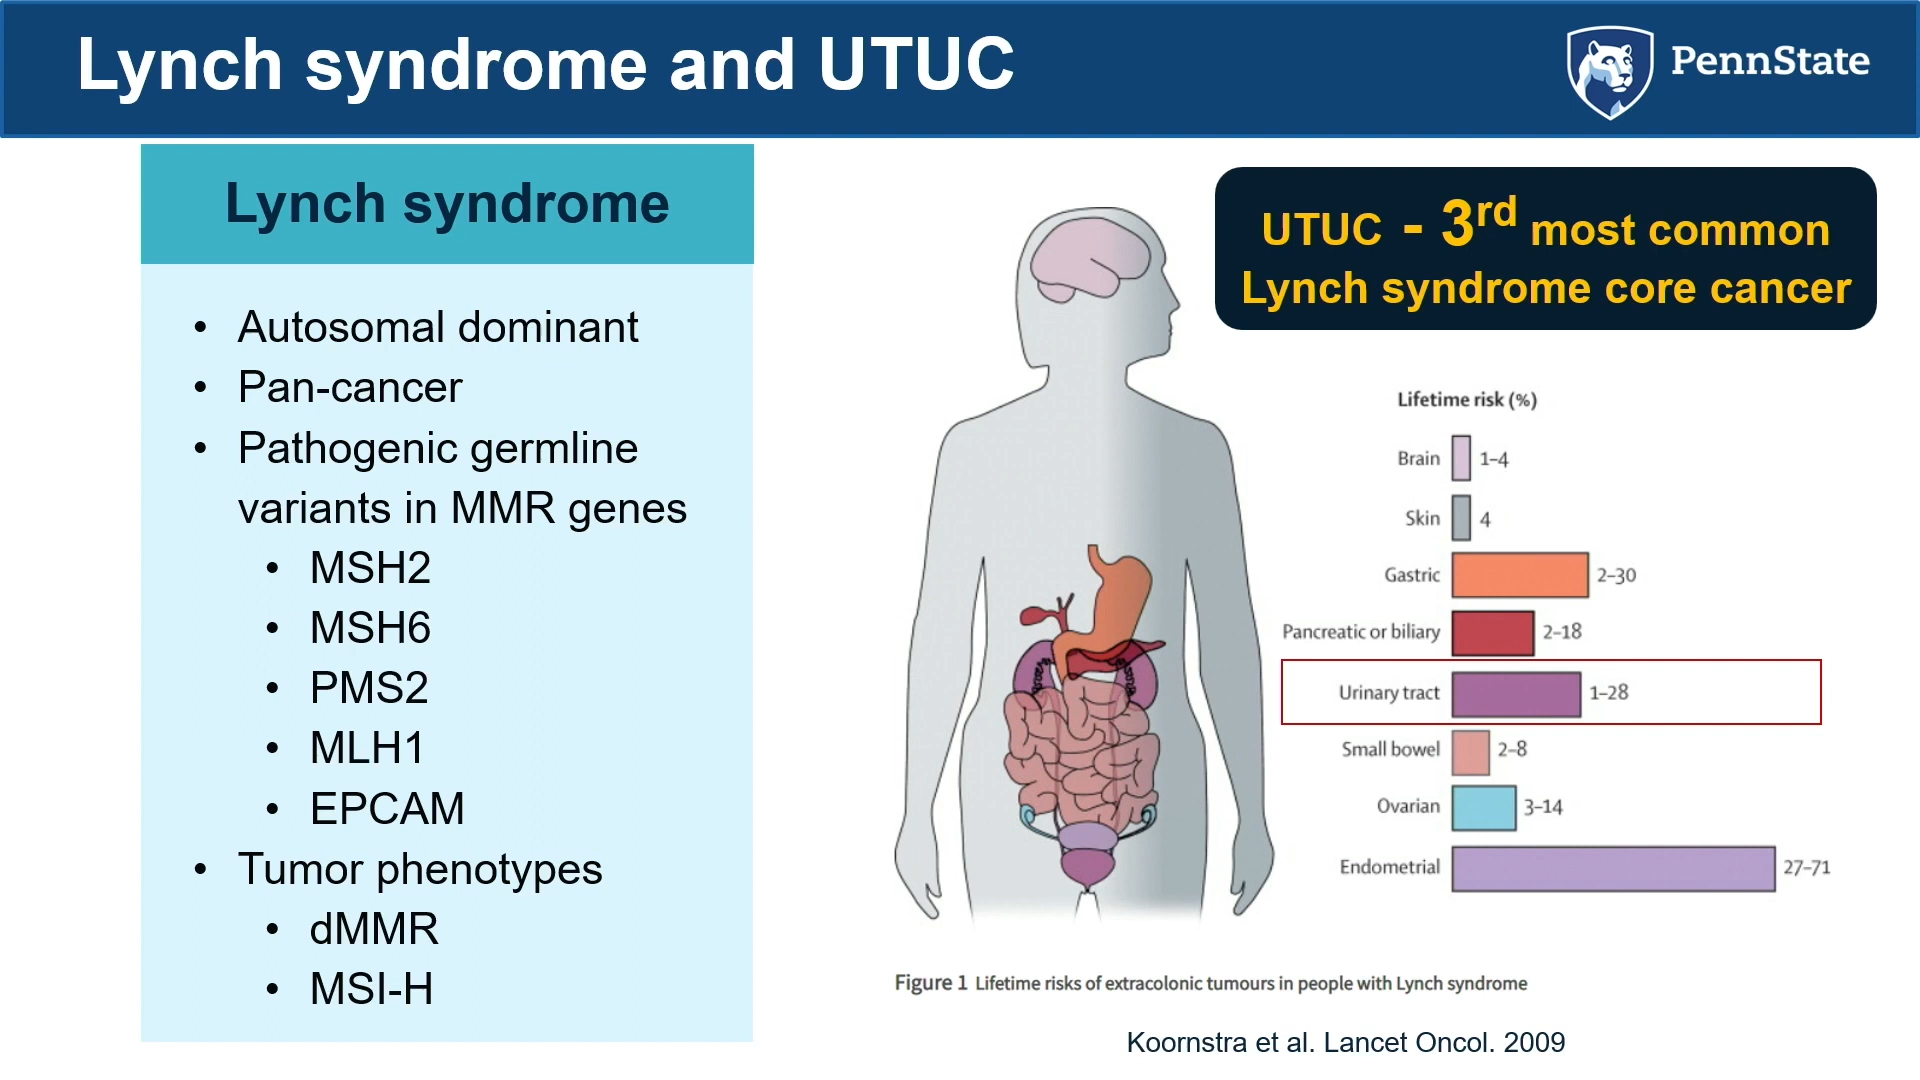 Lynch syndrome and UTUC
PennState
Lynch syndrome
• Autosomal dominant
• Pan-cancer
• Pathogenic germline
variants in MMR genes
• MSH2
• MSH6
• PMS2
• MLH1
• EPCAM
• Tumor phenotypes
• dMMR
• MSI-H
UTUC - 3rd most common
Lynch syndrome core cancer
Lifetime risk (%)
Brain 1–4
Skin 4
Gastric 2–30
Pancreatic or biliary 2–18
Urinary tract 1–28
Small bowel 2–8
Ovarian 3–14
Endometrial 27–71
Figure 1 Lifetime risks of extracolonic tumours in people with Lynch syndrome
Koornstra et al. Lancet Oncol. 2009